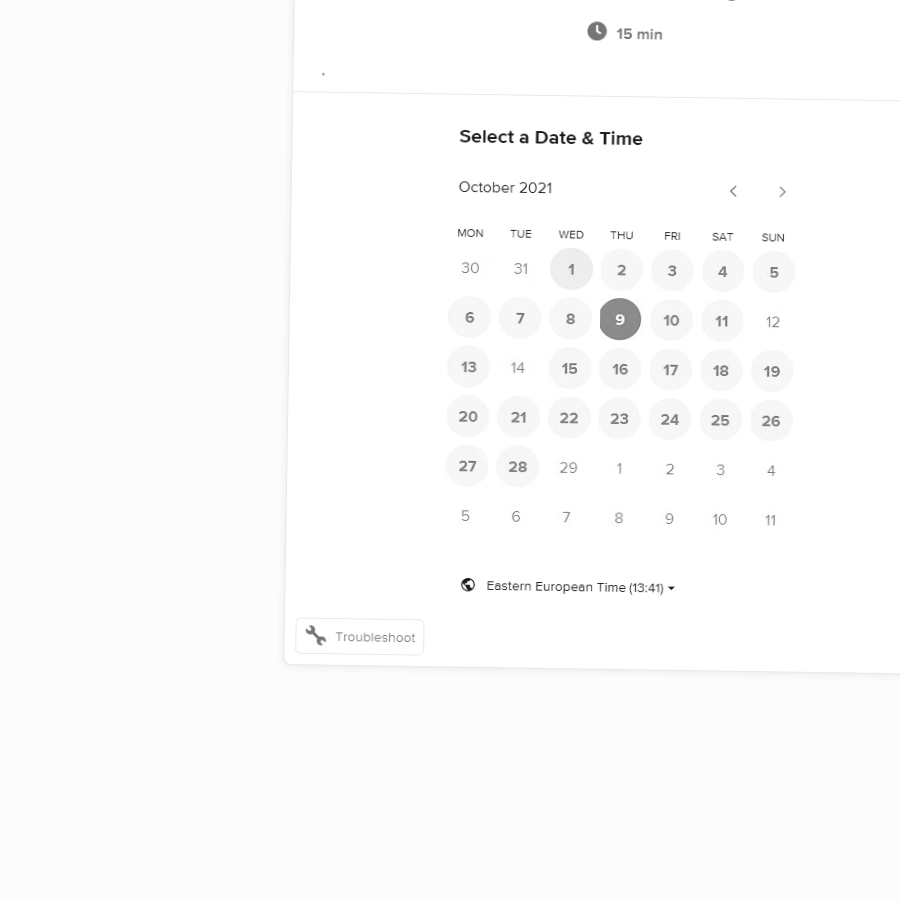 15 min
.
Select a Date & Time
October 2021
MON TUE WED THU FRI SAT SUN
30 31 1 2 3 4 5
6 7 8 9 10 11 12
13 14 15 16 17 18 19
20 21 22 23 24 25 26
27 28 29 1 2 3 4
5 6 7 8 9 10 11
Eastern European Time (13:41)
Troubleshoot